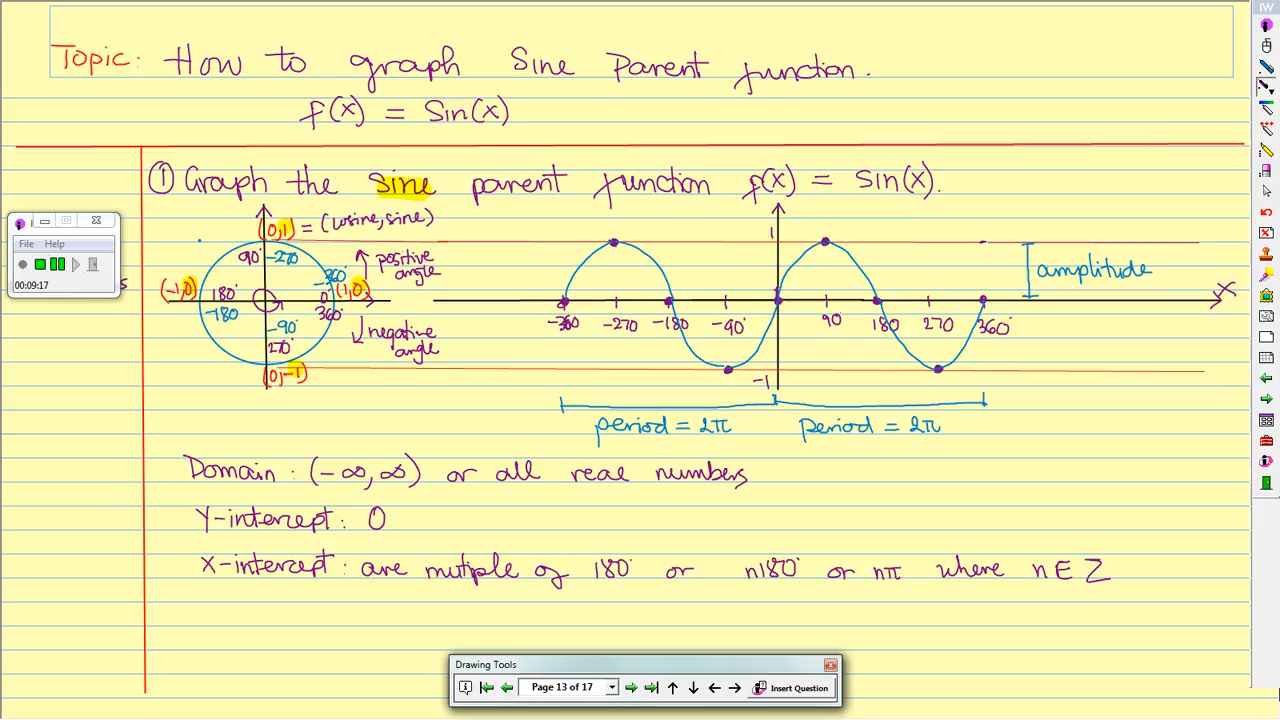 IW
Topic: How to graph Sine Parent function.
f(x) = Sin(x)
① Graph the sine parent function f(x) = sin(x).
File Help
00:09:17
(0,1) = (cosine, sine)
90° -270°
positive angle
-360°
(-1,0) 180° 0° (1,0)
-180° 360°
-90°
270°
negative angle
(0,-1)
1
amplitude
X
-360 -270° -180° -90° 90° 180 270 360°
-1
period = 2π period = 2π
Domain : (-∞,∞) or all real numbers
Y-intercept : 0
X-intercept : are mutiple of 180° or n180° or nπ where n∈Z
Drawing Tools
Page 13 of 17
Insert Question